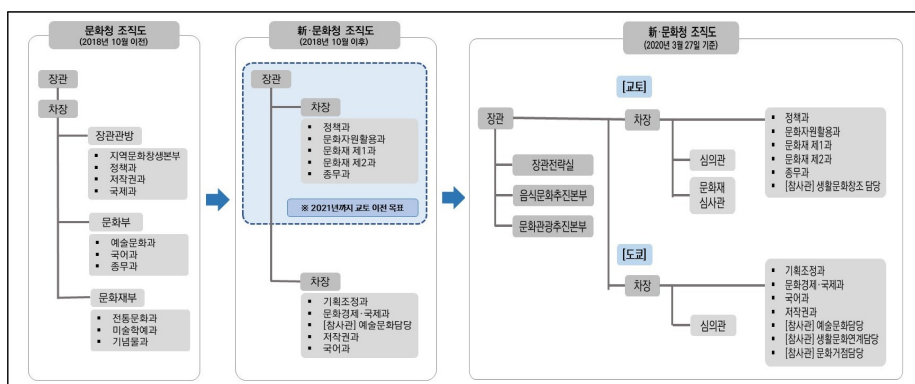 문화청 조직도
(2018년 10월 이전)
장관
차장
장관관방
▪ 지역문화창생본부
▪ 정책과
▪ 저작권과
▪ 국제과
문화부
▪ 예술문화과
▪ 국어과
▪ 종무과
문화재부
▪ 전통문화과
▪ 미술학예과
▪ 기념물과
新·문화청 조직도
(2018년 10월 이후)
장관
차장
▪ 정책과
▪ 문화자원활용과
▪ 문화재 제1과
▪ 문화재 제2과
▪ 종무과
※ 2021년까지 교토 이전 목표
차장
▪ 기획조정과
▪ 문화경제·국제과
▪ [참사관] 예술문화담당
▪ 저작권과
▪ 국어과
新·문화청 조직도
(2020년 3월 27일 기준)
장관
장관전략실
음식문화추진본부
문화관광추진본부
[교토]
차장
심의관
문화재
심사관
▪ 정책과
▪ 문화자원활용과
▪ 문화재 제1과
▪ 문화재 제2과
▪ 종무과
▪ [참사관] 생활문화창조 담당
[도쿄]
차장
심의관
▪ 기획조정과
▪ 문화경제·국제과
▪ 국어과
▪ 저작권과
▪ [참사관] 예술문화담당
▪ [참사관] 생활문화연계담당
▪ [참사관] 문화거점담당